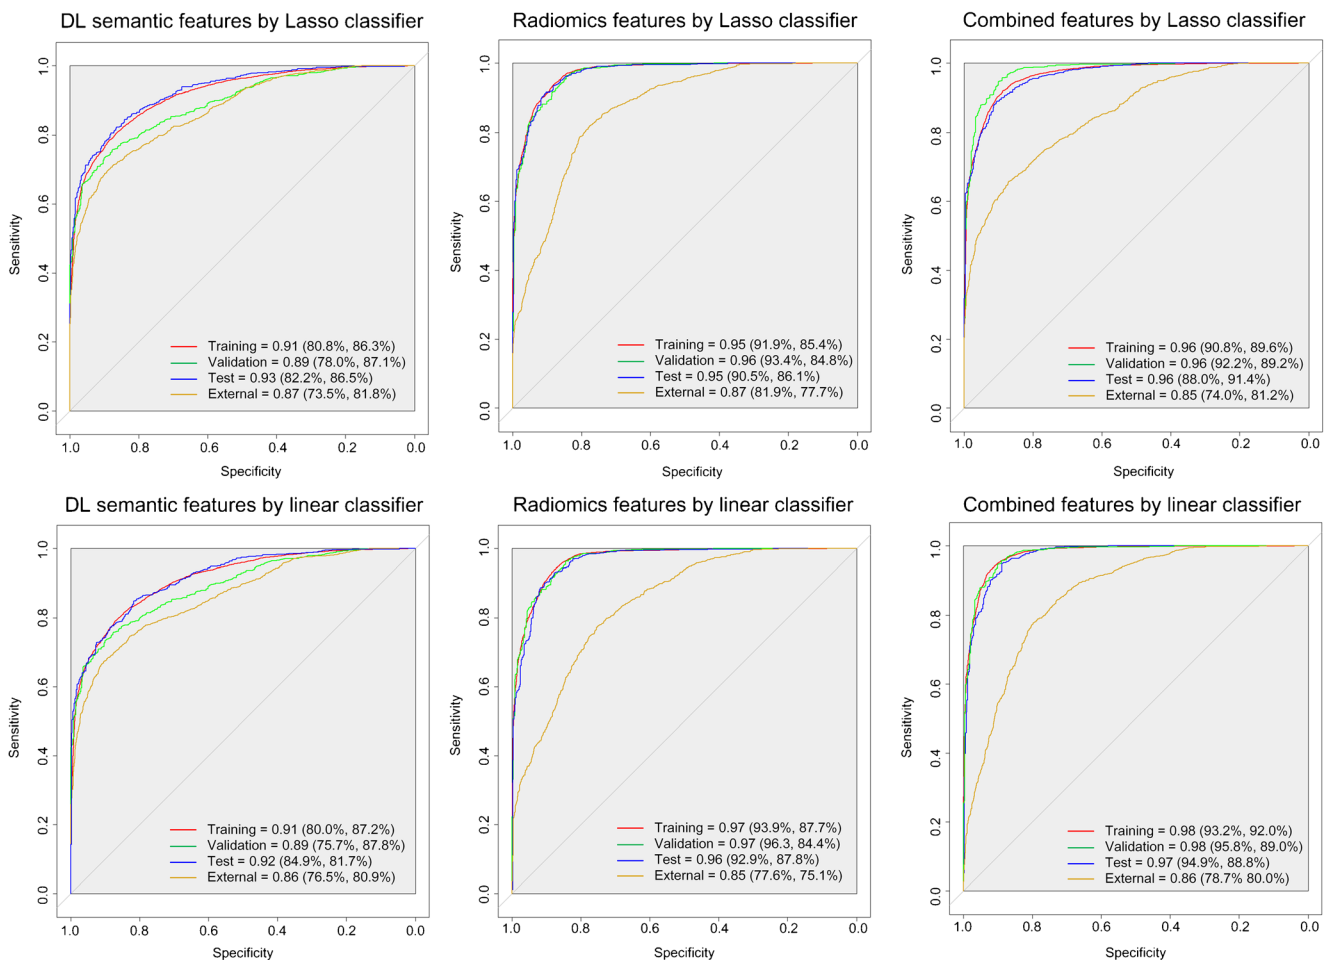 DL semantic features by Lasso classifier
Sensitivity
1.0
0.8
0.6
0.4
0.2
0.0
Training = 0.91 (80.8%, 86.3%)
Validation = 0.89 (78.0%, 87.1%)
Test = 0.93 (82.2%, 86.5%)
External = 0.87 (73.5%, 81.8%)
1.0 0.8 0.6 0.4 0.2 0.0
Specificity
Radiomics features by Lasso classifier
Sensitivity
1.0
0.8
0.6
0.4
0.2
0.0
Training = 0.95 (91.9%, 85.4%)
Validation = 0.96 (93.4%, 84.8%)
Test = 0.95 (90.5%, 86.1%)
External = 0.87 (81.9%, 77.7%)
1.0 0.8 0.6 0.4 0.2 0.0
Specificity
Combined features by Lasso classifier
Sensitivity
1.0
0.8
0.6
0.4
0.2
0.0
Training = 0.96 (90.8%, 89.6%)
Validation = 0.96 (92.2%, 89.2%)
Test = 0.96 (88.0%, 91.4%)
External = 0.85 (74.0%, 81.2%)
1.0 0.8 0.6 0.4 0.2 0.0
Specificity
DL semantic features by linear classifier
Sensitivity
1.0
0.8
0.6
0.4
0.2
0.0
Training = 0.91 (80.0%, 87.2%)
Validation = 0.89 (75.7%, 87.8%)
Test = 0.92 (84.9%, 81.7%)
External = 0.86 (76.5%, 80.9%)
1.0 0.8 0.6 0.4 0.2 0.0
Specificity
Radiomics features by linear classifier
Sensitivity
1.0
0.8
0.6
0.4
0.2
0.0
Training = 0.97 (93.9%, 87.7%)
Validation = 0.97 (96.3, 84.4%)
Test = 0.96 (92.9%, 87.8%)
External = 0.85 (77.6%, 75.1%)
1.0 0.8 0.6 0.4 0.2 0.0
Specificity
Combined features by linear classifier
Sensitivity
1.0
0.8
0.6
0.4
0.2
0.0
Training = 0.98 (93.2%, 92.0%)
Validation = 0.98 (95.8%, 89.0%)
Test = 0.97 (94.9%, 88.8%)
External = 0.86 (78.7% 80.0%)
1.0 0.8 0.6 0.4 0.2 0.0
Specificity